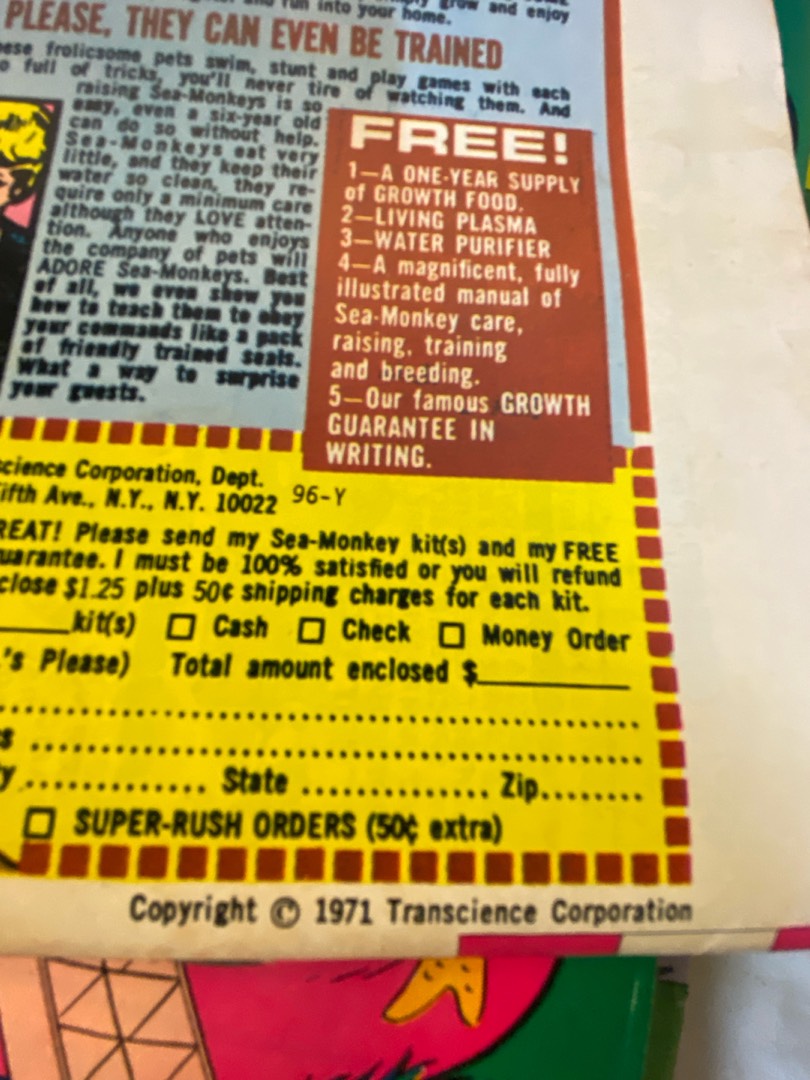 grow and enjoy
fun into your home.
PLEASE, THEY CAN EVEN BE TRAINED
frolicsome pets swim, stunt and play games with each
full of tricks, you'll never tire of watching them. And
raising Sea-Monkeys is so
easy, even a six-year old
can do so without help.
Sea-Monkeys eat very
little, and they keep their
water so clean, they re-
quire only a minimum care
although they LOVE atten-
tion. Anyone who enjoys
the company of pets will
ADORE Sea-Monkeys. Best
of all, we even show you
how to teach them to obey
your commands like a pack
of friendly trained seals.
What a way to surprise
your guests.
FREE!
1—A ONE-YEAR SUPPLY
of GROWTH FOOD.
2—LIVING PLASMA
3—WATER PURIFIER
4—A magnificent, fully
illustrated manual of
Sea-Monkey care,
raising, training
and breeding.
5—Our famous GROWTH
GUARANTEE IN
WRITING.
science Corporation, Dept.
ifth Ave., N.Y., N.Y. 10022 96-Y
REAT! Please send my Sea-Monkey kit(s) and my FREE
uarantee. I must be 100% satisfied or you will refund
close $1.25 plus 50¢ shipping charges for each kit.
kit(s) ☐ Cash ☐ Check ☐ Money Order
's Please) Total amount enclosed $
s
y State Zip
☐ SUPER-RUSH ORDERS (50¢ extra)
Copyright © 1971 Transcience Corporation